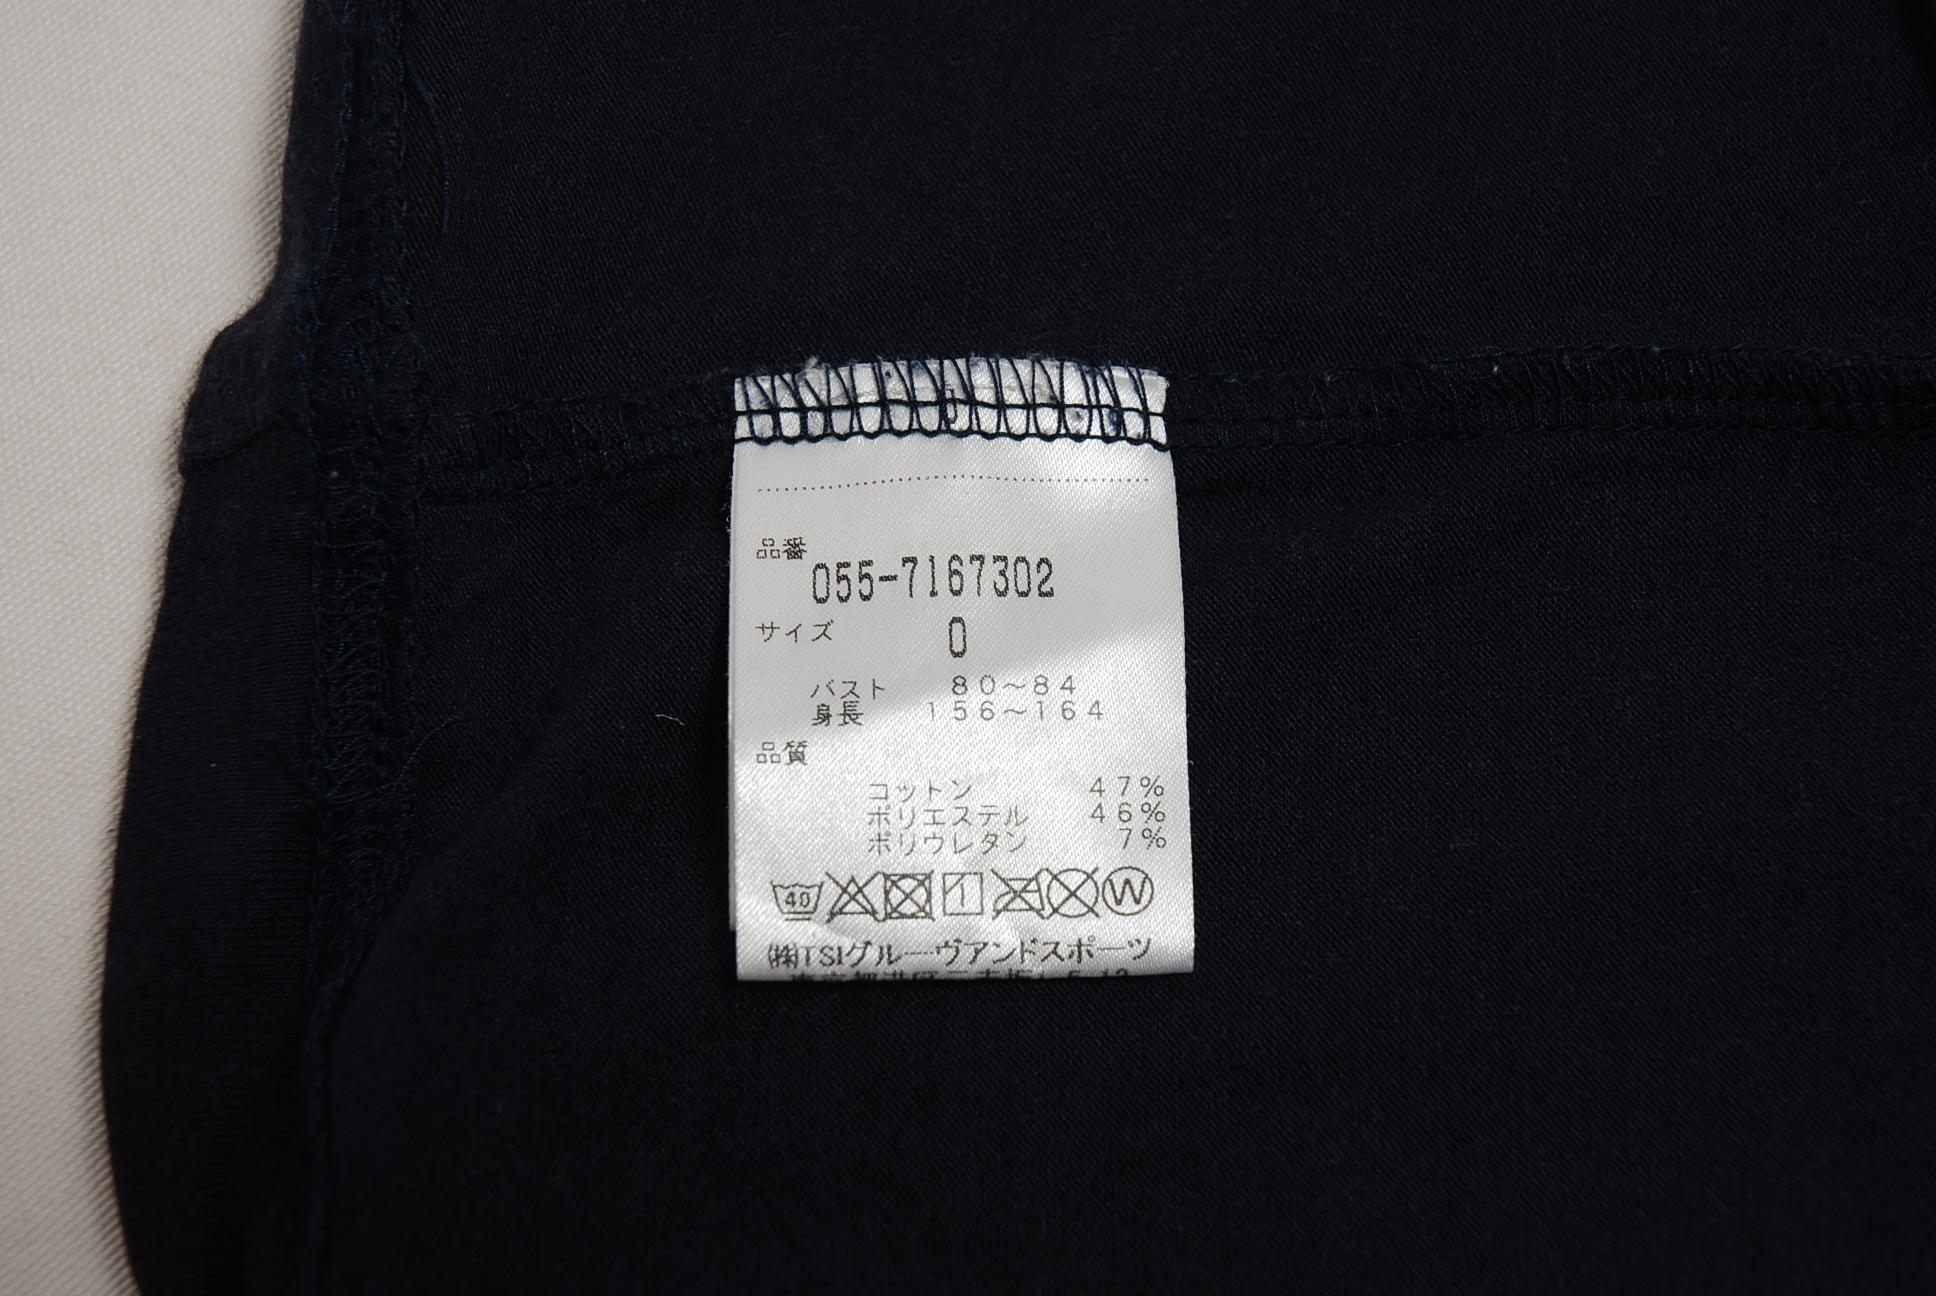 品番
055-7167302
サイズ 0
バスト 80～84
身長 156～164
品質
コットン 47%
ポリエステル 46%
ポリウレタン 7%
40 1 W
㈱TSIグルーヴアンドスポーツ